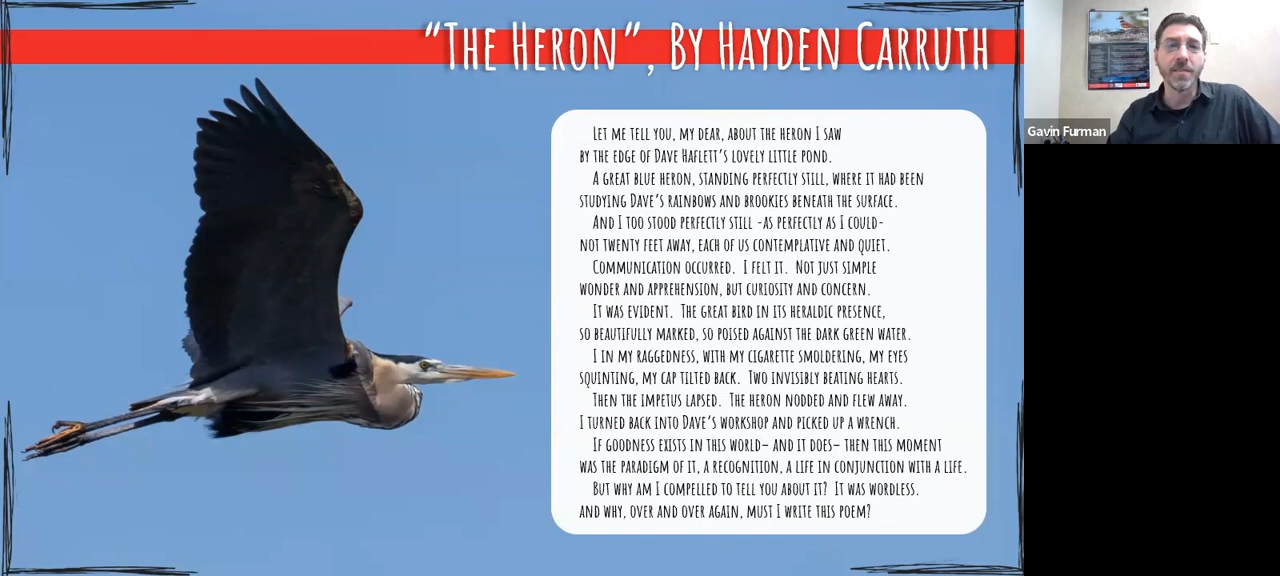 “The Heron”, By Hayden Carruth
Let me tell you, my dear, about the heron I saw
by the edge of Dave Haflett’s lovely little pond.
A great blue heron, standing perfectly still, where it had been
studying Dave’s rainbows and brookies beneath the surface.
And I too stood perfectly still -as perfectly as I could-
not twenty feet away, each of us contemplative and quiet.
Communication occurred. I felt it. Not just simple
wonder and apprehension, but curiosity and concern.
It was evident. The great bird in its heraldic presence,
so beautifully marked, so poised against the dark green water.
I in my raggedness, with my cigarette smoldering, my eyes
squinting, my cap tilted back. Two invisibly beating hearts.
Then the impetus lapsed. The heron nodded and flew away.
I turned back into Dave’s workshop and picked up a wrench.
If goodness exists in this world– and it does– then this moment
was the paradigm of it, a recognition, a life in conjunction with a life.
But why am I compelled to tell you about it? It was wordless.
and why, over and over again, must I write this poem?
Gavin Furman